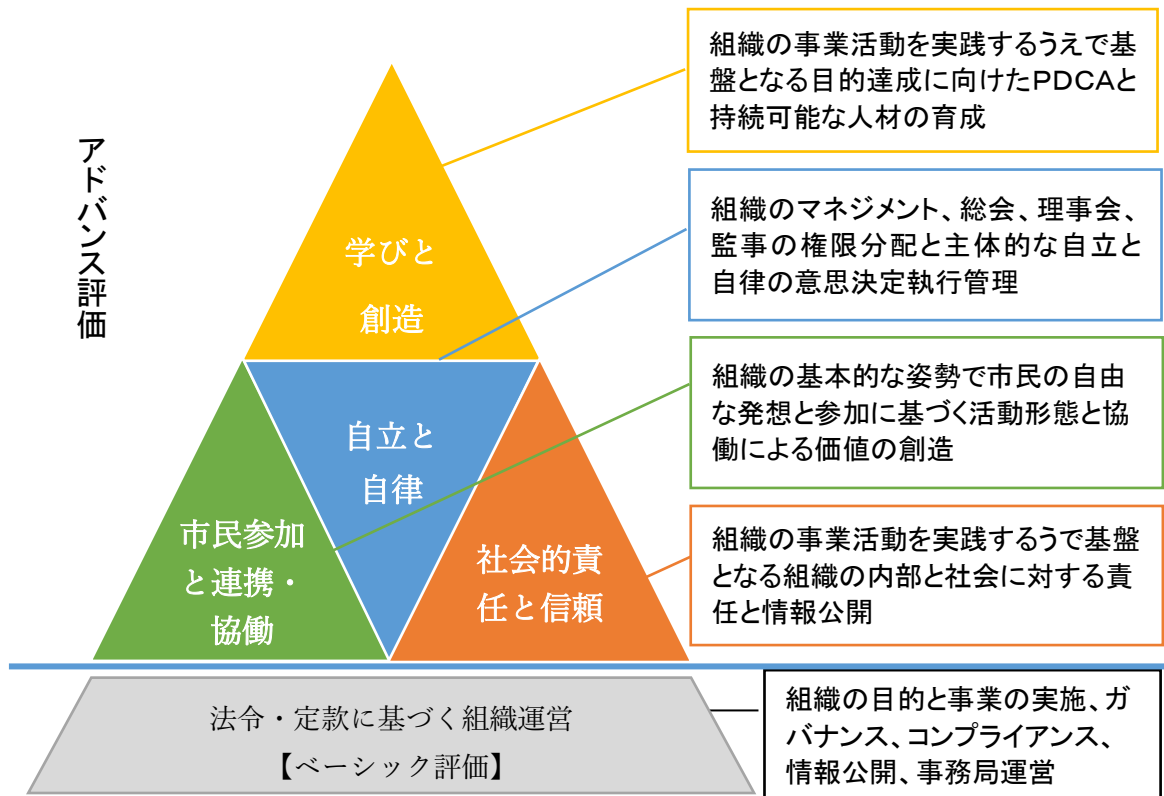 アドバンス評価
学びと
創造
自立と
自律
市民参加
と連携・
協働
社会的責
任と信頼
法令・定款に基づく組織運営
【ベーシック評価】
組織の事業活動を実践するうえで基
盤となる目的達成に向けたPDCAと
持続可能な人材の育成
組織のマネジメント、総会、理事会、
監事の権限分配と主体的な自立と
自律の意思決定執行管理
組織の基本的な姿勢で市民の自由
な発想と参加に基づく活動形態と協
働による価値の創造
組織の事業活動を実践するうで基盤
となる組織の内部と社会に対する責
任と情報公開
組織の目的と事業の実施、ガ
バナンス、コンプライアンス、
情報公開、事務局運営